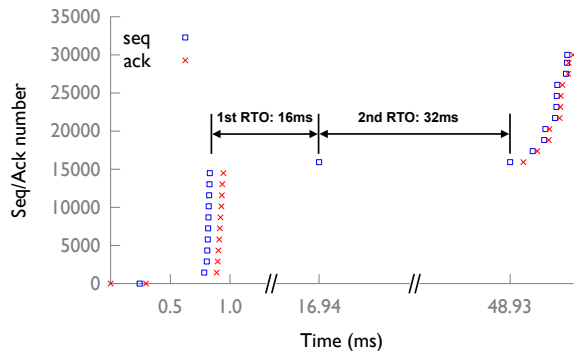 35000
30000
25000
20000
15000
10000
5000
0
Seq/Ack number
seq
ack
1st RTO: 16ms
2nd RTO: 32ms
0.5
1.0
16.94
48.93
Time (ms)